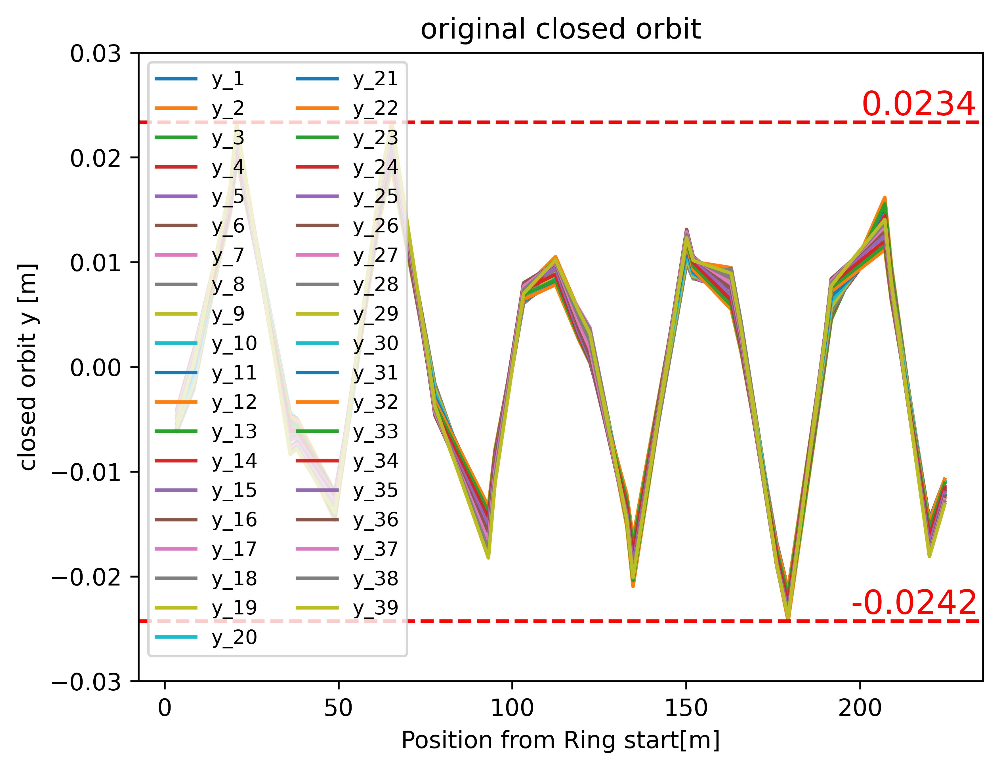 original closed orbit
0.03
0.02
0.01
0.00
−0.01
−0.02
−0.03
closed orbit y [m]
y_1
y_2
y_3
y_4
y_5
y_6
y_7
y_8
y_9
y_10
y_11
y_12
y_13
y_14
y_15
y_16
y_17
y_18
y_19
y_20
y_21
y_22
y_23
y_24
y_25
y_26
y_27
y_28
y_29
y_30
y_31
y_32
y_33
y_34
y_35
y_36
y_37
y_38
y_39
0.0234
-0.0242
0
50
100
150
200
Position from Ring start[m]